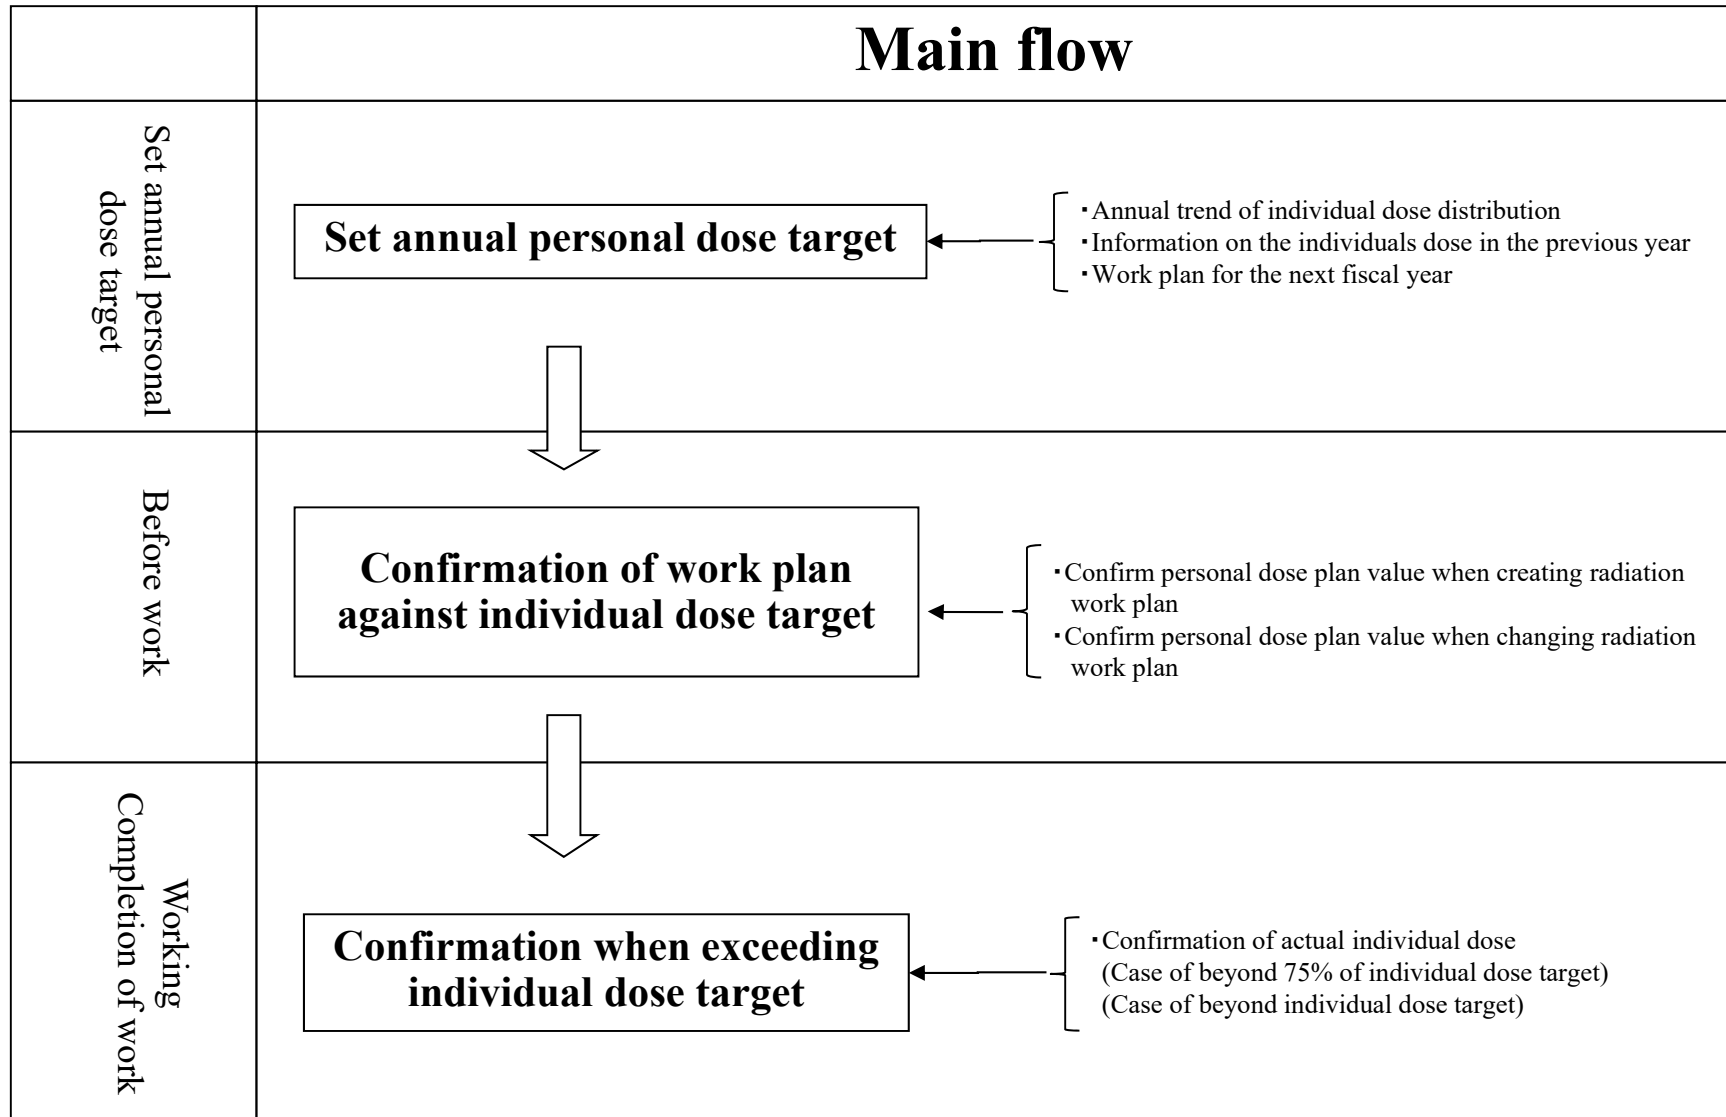 Main flow
Set annual personal
dose target
Set annual personal dose target
・Annual trend of individual dose distribution
・Information on the individuals dose in the previous year
・Work plan for the next fiscal year
Before work
Confirmation of work plan
against individual dose target
・Confirm personal dose plan value when creating radiation
work plan
・Confirm personal dose plan value when changing radiation
work plan
Working
Completion of work
Confirmation when exceeding
individual dose target
・Confirmation of actual individual dose
(Case of beyond 75% of individual dose target)
(Case of beyond individual dose target)